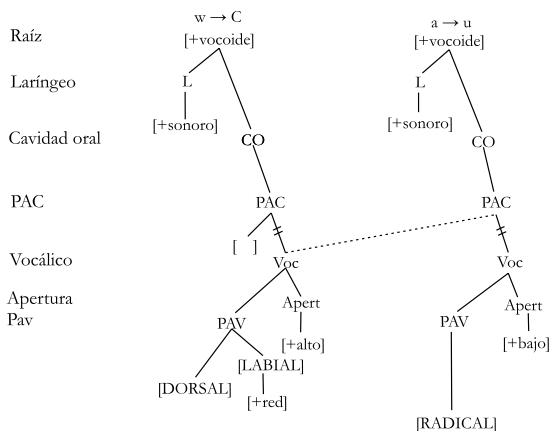 w → C a → u
Raíz [+vocoide] [+vocoide]
Laríngeo L L
[+sonoro] [+sonoro]
Cavidad oral CO CO
PAC PAC PAC
[ ]
Vocálico Voc Voc
Apertura Apert Apert
Pav PAV PAV
[+alto] [+bajo]
[LABIAL]
[DORSAL]
[+red]
[RADICAL]